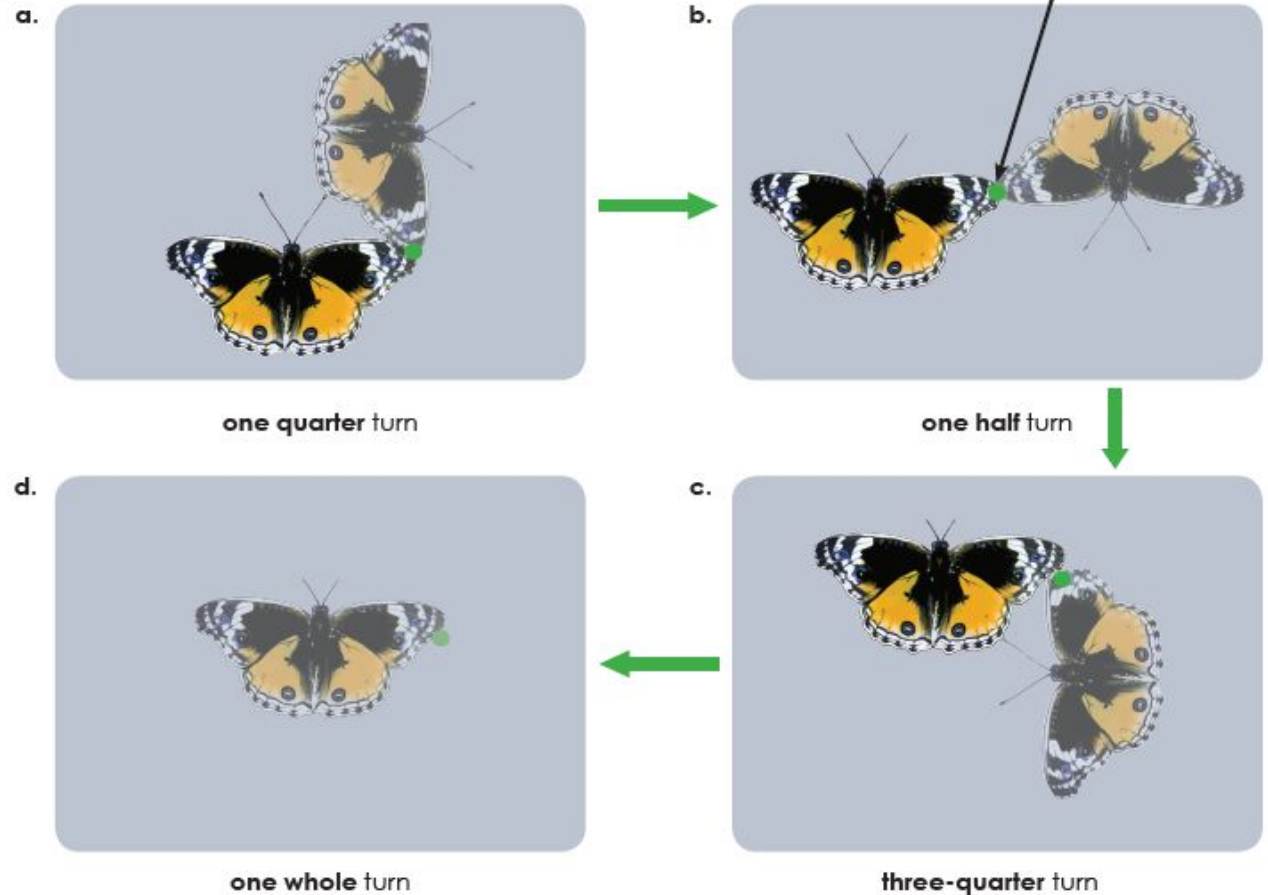 a.
b.
one quarter turn
one half turn
d.
c.
one whole turn
three-quarter turn